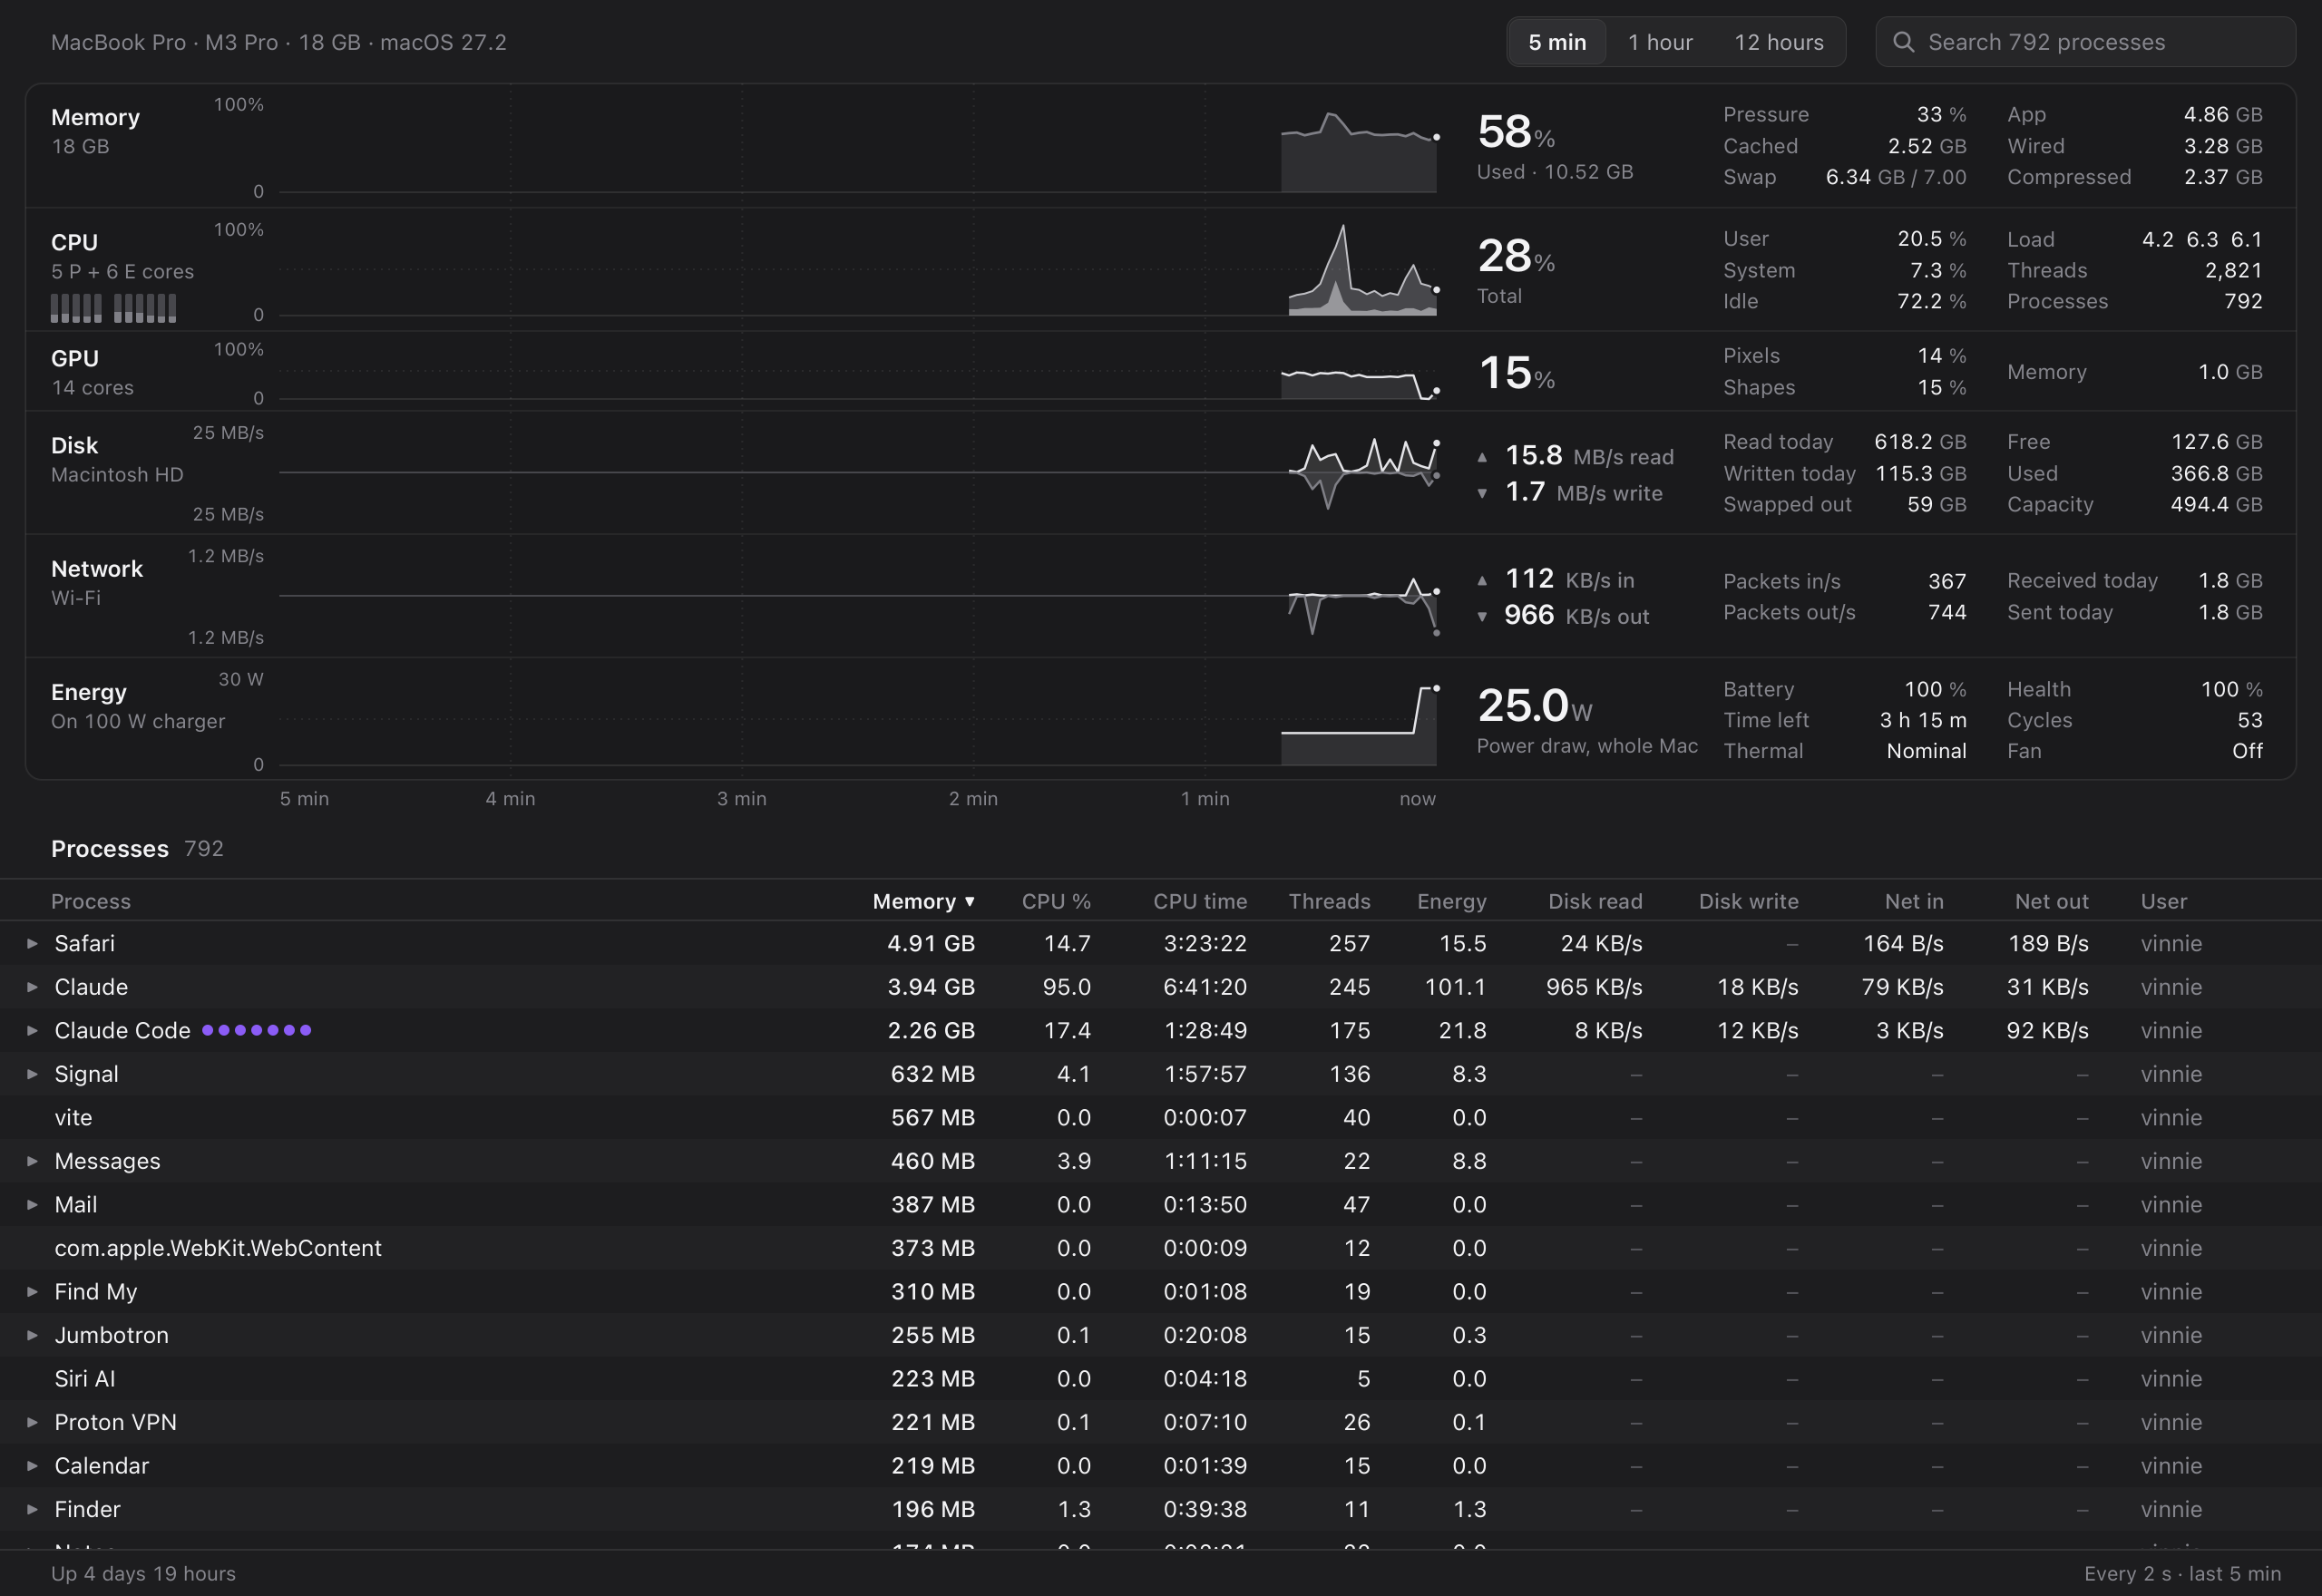 MacBook Pro · M3 Pro · 18 GB · macOS 27.2
5 min 1 hour 12 hours
Search 792 processes
Memory 100%
18 GB
0
58%
Used · 10.52 GB
Pressure 33 % App 4.86 GB
Cached 2.52 GB Wired 3.28 GB
Swap 6.34 GB / 7.00 Compressed 2.37 GB
CPU 100%
5 P + 6 E cores
0
28%
Total
User 20.5 % Load 4.2 6.3 6.1
System 7.3 % Threads 2,821
Idle 72.2 % Processes 792
GPU 100%
14 cores
0
15%
Pixels 14 %
Shapes 15 %
Memory 1.0 GB
Disk 25 MB/s
Macintosh HD
25 MB/s
▲ 15.8 MB/s read
▼ 1.7 MB/s write
Read today 618.2 GB Free 127.6 GB
Written today 115.3 GB Used 366.8 GB
Swapped out 59 GB Capacity 494.4 GB
Network 1.2 MB/s
Wi-Fi
1.2 MB/s
▲ 112 KB/s in
▼ 966 KB/s out
Packets in/s 367 Received today 1.8 GB
Packets out/s 744 Sent today 1.8 GB
Energy 30 W
On 100 W charger
0
25.0W
Power draw, whole Mac
Battery 100 % Health 100 %
Time left 3 h 15 m Cycles 53
Thermal Nominal Fan Off
5 min 4 min 3 min 2 min 1 min now
Processes 792
Process Memory ▼ CPU % CPU time Threads Energy Disk read Disk write Net in Net out User
Safari 4.91 GB 14.7 3:23:22 257 15.5 24 KB/s – 164 B/s 189 B/s vinnie
Claude 3.94 GB 95.0 6:41:20 245 101.1 965 KB/s 18 KB/s 79 KB/s 31 KB/s vinnie
Claude Code 2.26 GB 17.4 1:28:49 175 21.8 8 KB/s 12 KB/s 3 KB/s 92 KB/s vinnie
Signal 632 MB 4.1 1:57:57 136 8.3 – – – – vinnie
vite 567 MB 0.0 0:00:07 40 0.0 – – – – vinnie
Messages 460 MB 3.9 1:11:15 22 8.8 – – – – vinnie
Mail 387 MB 0.0 0:13:50 47 0.0 – – – – vinnie
com.apple.WebKit.WebContent 373 MB 0.0 0:00:09 12 0.0 – – – – vinnie
Find My 310 MB 0.0 0:01:08 19 0.0 – – – – vinnie
Jumbotron 255 MB 0.1 0:20:08 15 0.3 – – – – vinnie
Siri AI 223 MB 0.0 0:04:18 5 0.0 – – – – vinnie
Proton VPN 221 MB 0.1 0:07:10 26 0.1 – – – – vinnie
Calendar 219 MB 0.0 0:01:39 15 0.0 – – – – vinnie
Finder 196 MB 1.3 0:39:38 11 1.3 – – – – vinnie
Up 4 days 19 hours
Every 2 s · last 5 min